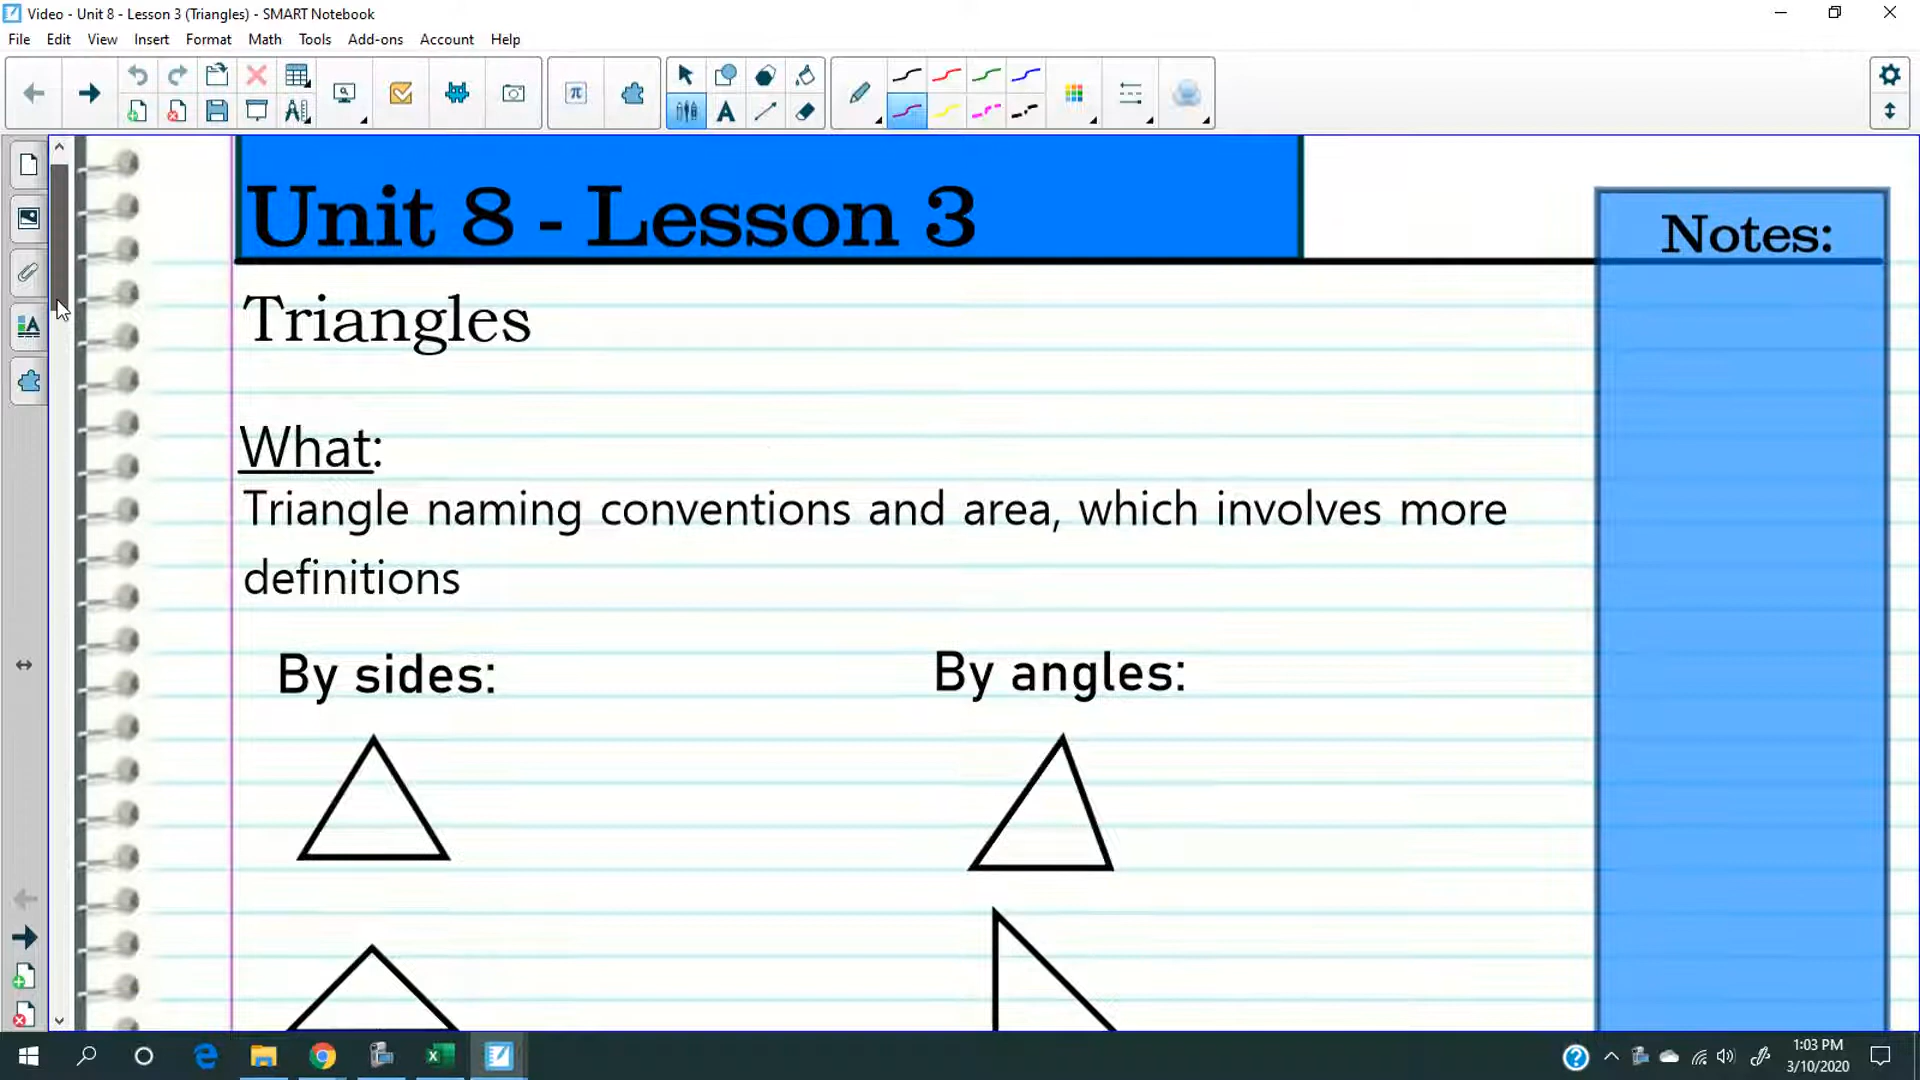 Video - Unit 8 - Lesson 3 (Triangles) - SMART Notebook
File Edit View Insert Format Math Tools Add-ons Account Help
Unit 8 - Lesson 3
Notes:
Triangles
What:
Triangle naming conventions and area, which involves more
definitions
By sides:
By angles:
1:03 PM
3/10/2020